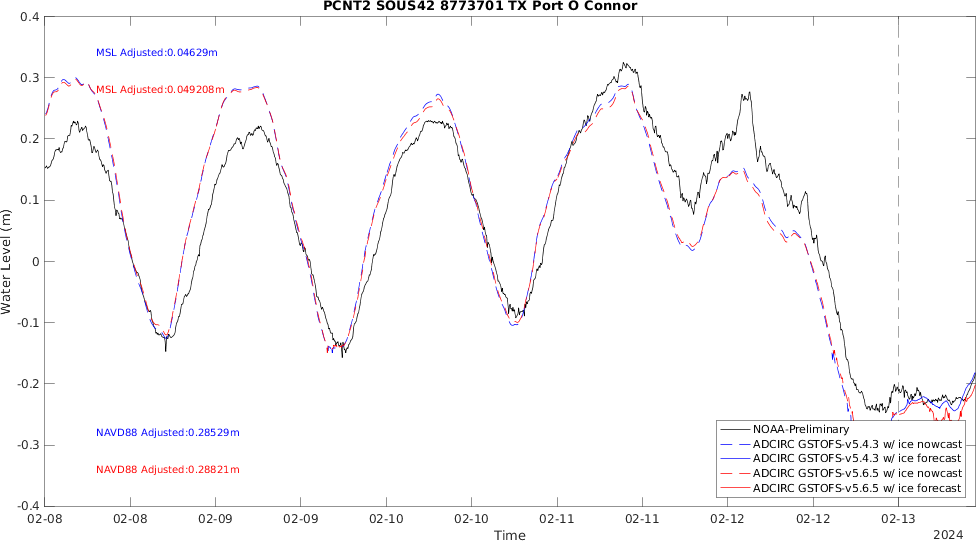 PCNT2 SOUS42 8773701 TX Port O Connor
0.4
0.3
0.2
0.1
0
-0.1
-0.2
-0.3
-0.4
Water Level (m)
MSL Adjusted:0.04629m
MSL Adjusted:0.049208m
NAVD88 Adjusted:0.28529m
NAVD88 Adjusted:0.28821m
NOAA-Preliminary
ADCIRC GSTOFS-v5.4.3 w/ ice nowcast
ADCIRC GSTOFS-v5.4.3 w/ ice forecast
ADCIRC GSTOFS-v5.6.5 w/ ice nowcast
ADCIRC GSTOFS-v5.6.5 w/ ice forecast
02-08 02-08 02-09 02-09 02-10 02-10 02-11 02-11 02-12 02-12 02-13
Time
2024